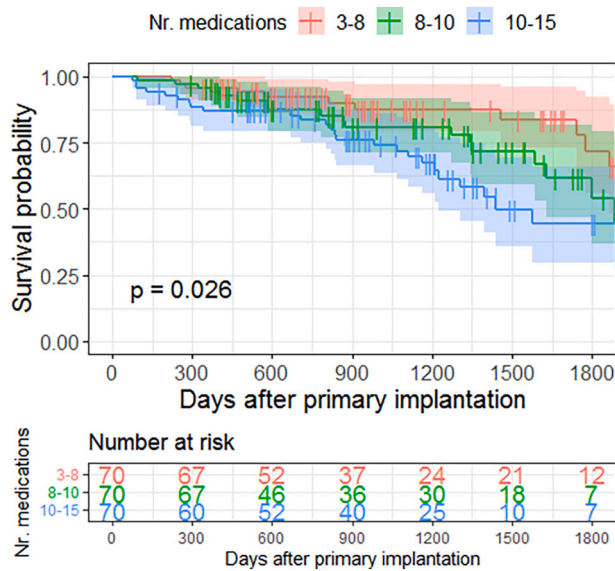 Nr. medications 3-8 8-10 10-15
1.00
0.75
0.50
0.25
0.00
Survival probability
p = 0.026
0 300 600 900 1200 1500 1800
Days after primary implantation
Number at risk
Nr. medications
3-8 70 67 52 37 24 21 12
8-10 70 67 46 36 30 18 7
10-15 70 60 52 40 25 10 7
0 300 600 900 1200 1500 1800
Days after primary implantation